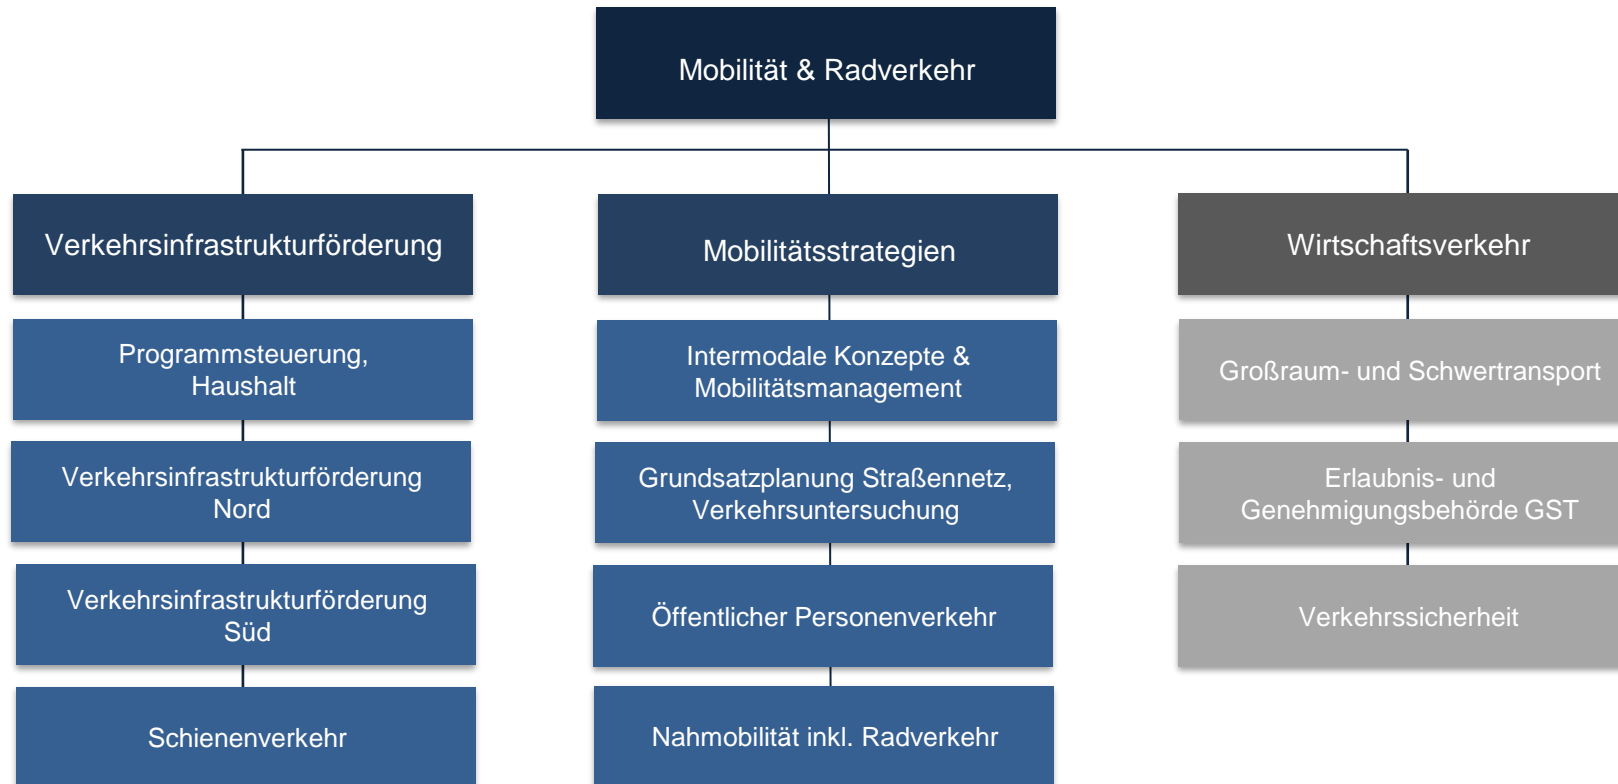 Mobilität & Radverkehr
Verkehrsinfrastrukturförderung
Programmsteuerung,
Haushalt
Verkehrsinfrastrukturförderung
Nord
Verkehrsinfrastrukturförderung
Süd
Schienenverkehr
Mobilitätsstrategien
Intermodale Konzepte &
Mobilitätsmanagement
Grundsatzplanung Straßennetz,
Verkehrsuntersuchung
Öffentlicher Personenverkehr
Nahmobilität inkl. Radverkehr
Wirtschaftsverkehr
Großraum- und Schwertransport
Erlaubnis- und
Genehmigungsbehörde GST
Verkehrssicherheit